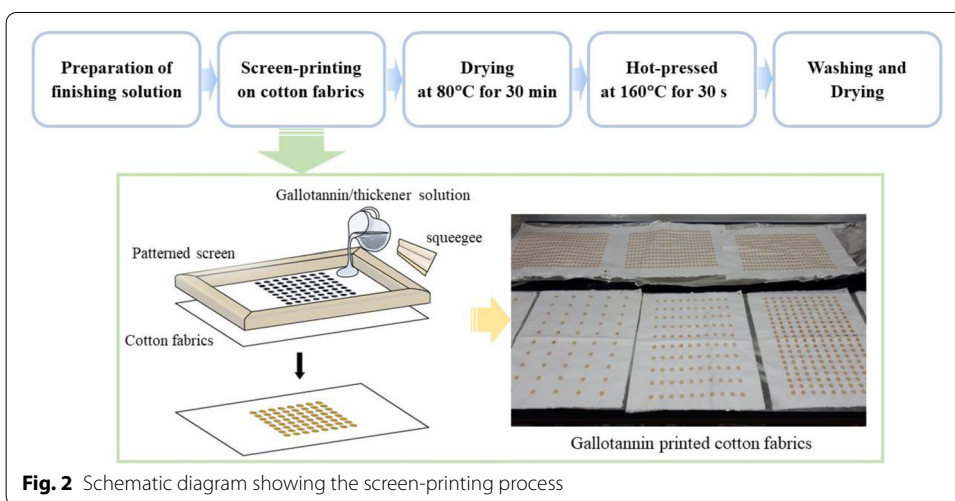 Preparation of
finishing solution
Screen-printing
on cotton fabrics
Drying
at 80°C for 30 min
Hot-pressed
at 160°C for 30 s
Washing and
Drying
Gallotannin/thickener solution
squeegee
Patterned screen
Cotton fabrics
Gallotannin printed cotton fabrics
Fig. 2 Schematic diagram showing the screen-printing process